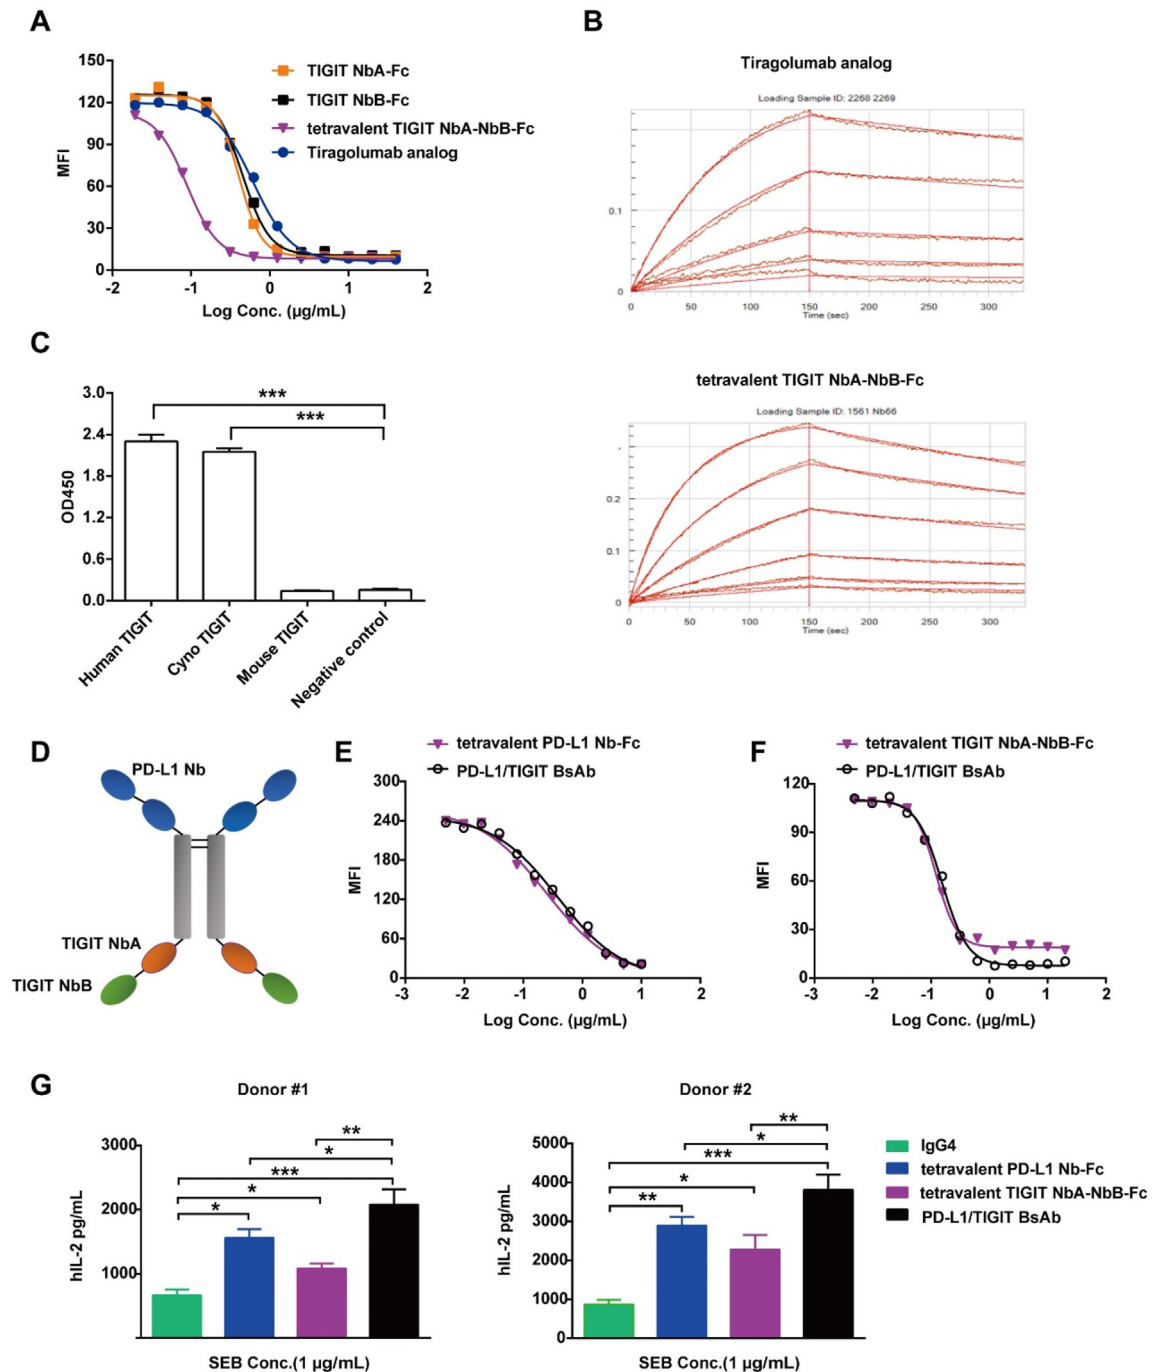 A
150
120
90
60
30
0
MFI
-2
-1
0
1
2
Log Conc. (µg/mL)
TIGIT NbA-Fc
TIGIT NbB-Fc
tetravalent TIGIT NbA-NbB-Fc
Tiragolumab analog
B
Tiragolumab analog
Loading Sample ID: 2268 2269
0.1
0
0
50
100
150
200
250
300
Time (sec)
tetravalent TIGIT NbA-NbB-Fc
Loading Sample ID: 1561 Nb66
0.2
0.1
0
0
50
100
150
200
250
300
Time (sec)
C
3.0
2.4
1.8
1.2
0.6
0.0
OD450
***
***
Human TIGIT
Cyno TIGIT
Mouse TIGIT
Negative control
D
PD-L1 Nb
TIGIT NbA
TIGIT NbB
E
tetravalent PD-L1 Nb-Fc
PD-L1/TIGIT BsAb
300
240
180
120
60
0
MFI
-3
-2
-1
0
1
2
Log Conc. (µg/mL)
F
tetravalent TIGIT NbA-NbB-Fc
PD-L1/TIGIT BsAb
120
90
60
30
0
MFI
-3
-2
-1
0
1
2
Log Conc. (µg/mL)
G
Donor #1
3000
2000
1000
hIL-2 pg/mL
**
*
***
*
*
SEB Conc.(1 µg/mL)
Donor #2
5000
4000
3000
2000
1000
0
hIL-2 pg/mL
**
*
***
*
**
SEB Conc.(1 µg/mL)
IgG4
tetravalent PD-L1 Nb-Fc
tetravalent TIGIT NbA-NbB-Fc
PD-L1/TIGIT BsAb